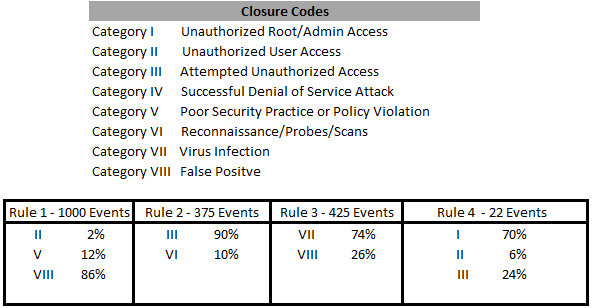 Closure Codes
Category I Unauthorized Root/Admin Access
Category II Unauthorized User Access
Category III Attempted Unauthorized Access
Category IV Successful Denial of Service Attack
Category V Poor Security Practice or Policy Violation
Category VI Reconnaissance/Probes/Scans
Category VII Virus Infection
Category VIII False Positve
Rule 1 - 1000 Events Rule 2 - 375 Events Rule 3 - 425 Events Rule 4 - 22 Events
II 2% III 90% VII 74% I 70%
V 12% VI 10% VIII 26% II 6%
VIII 86% III 24%